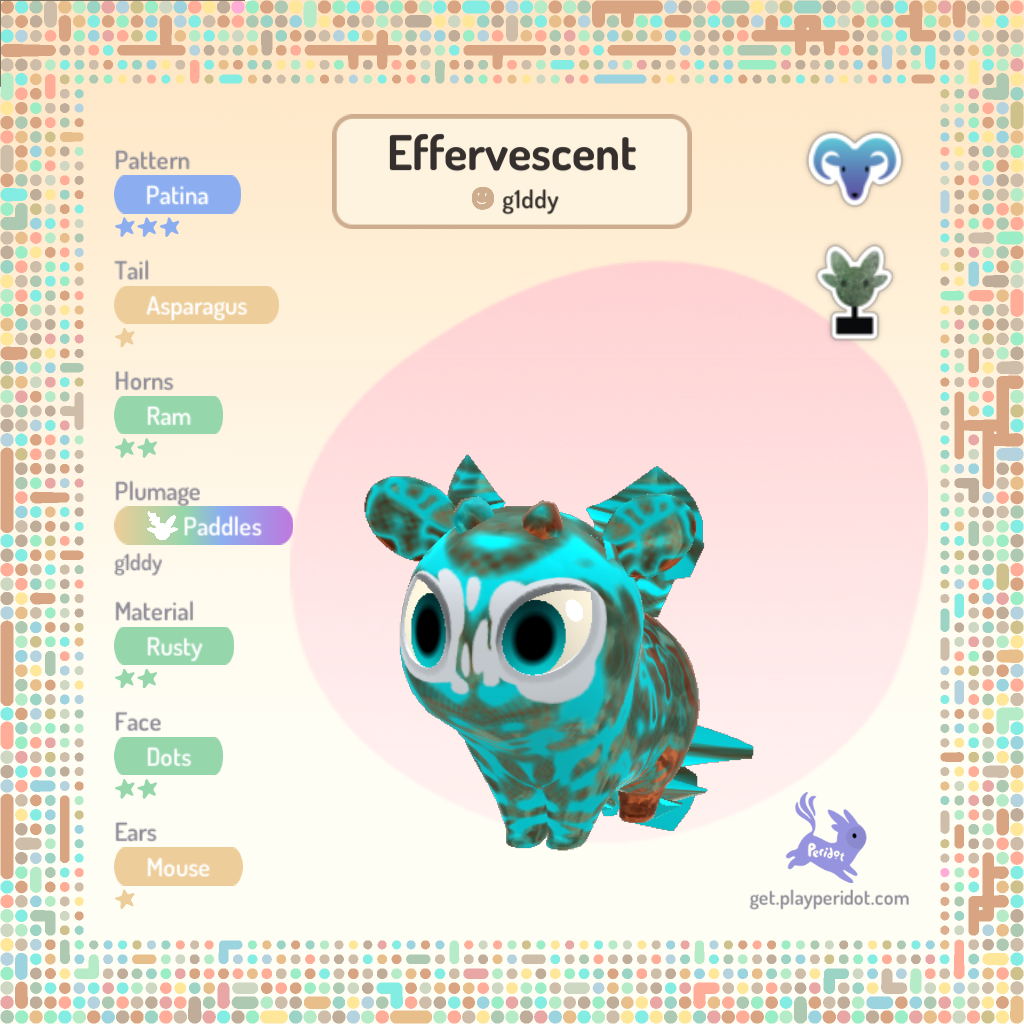 Effervescent
g1ddy
Pattern
Patina
Tail
Asparagus
Horns
Ram
Plumage
Paddles
g1ddy
Material
Rusty
Face
Dots
Ears
Mouse
Peridot
get.playperidot.com